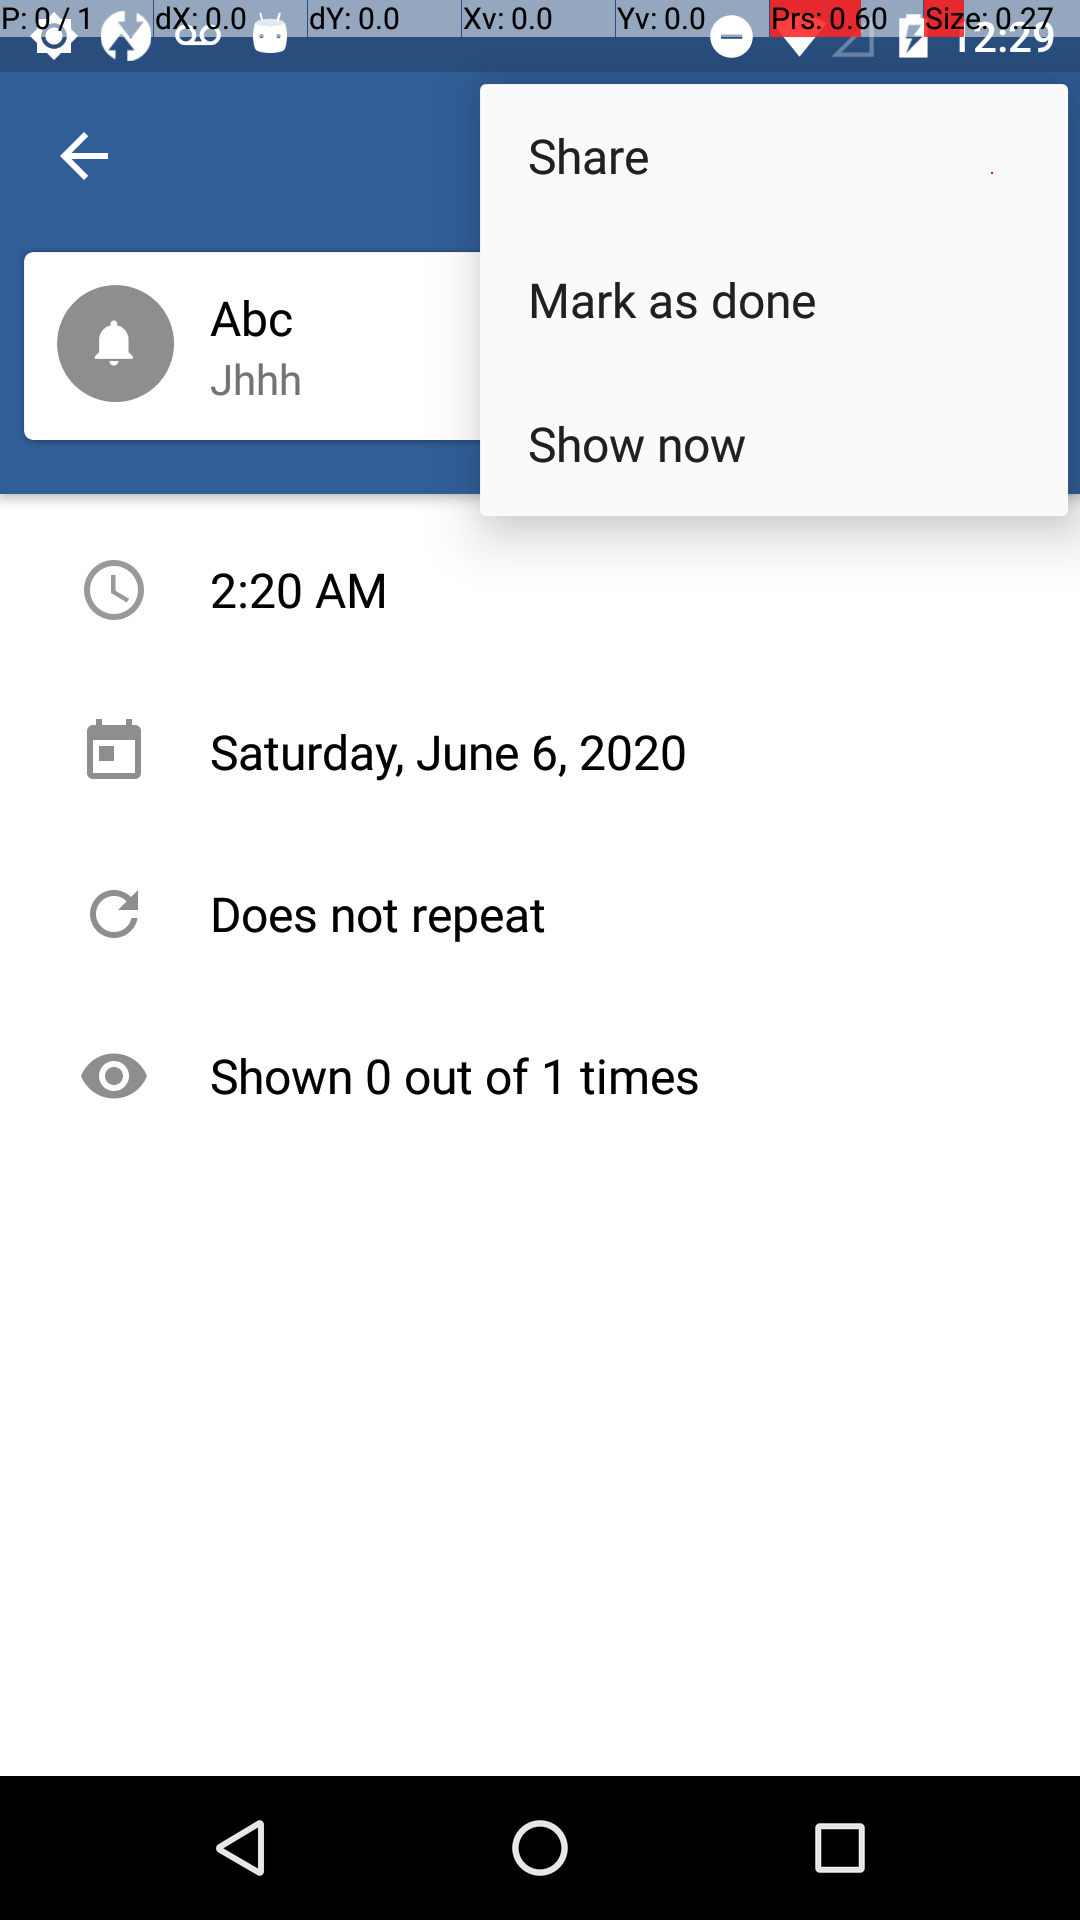 P: 0 / 1 dX: 0.0 dY: 0.0 Xv: 0.0 Yv: 0.0 Prs: 0.60 Size: 0.27
12:29
Share
Mark as done
Show now
Abc
Jhhh
2:20 AM
Saturday, June 6, 2020
Does not repeat
Shown 0 out of 1 times